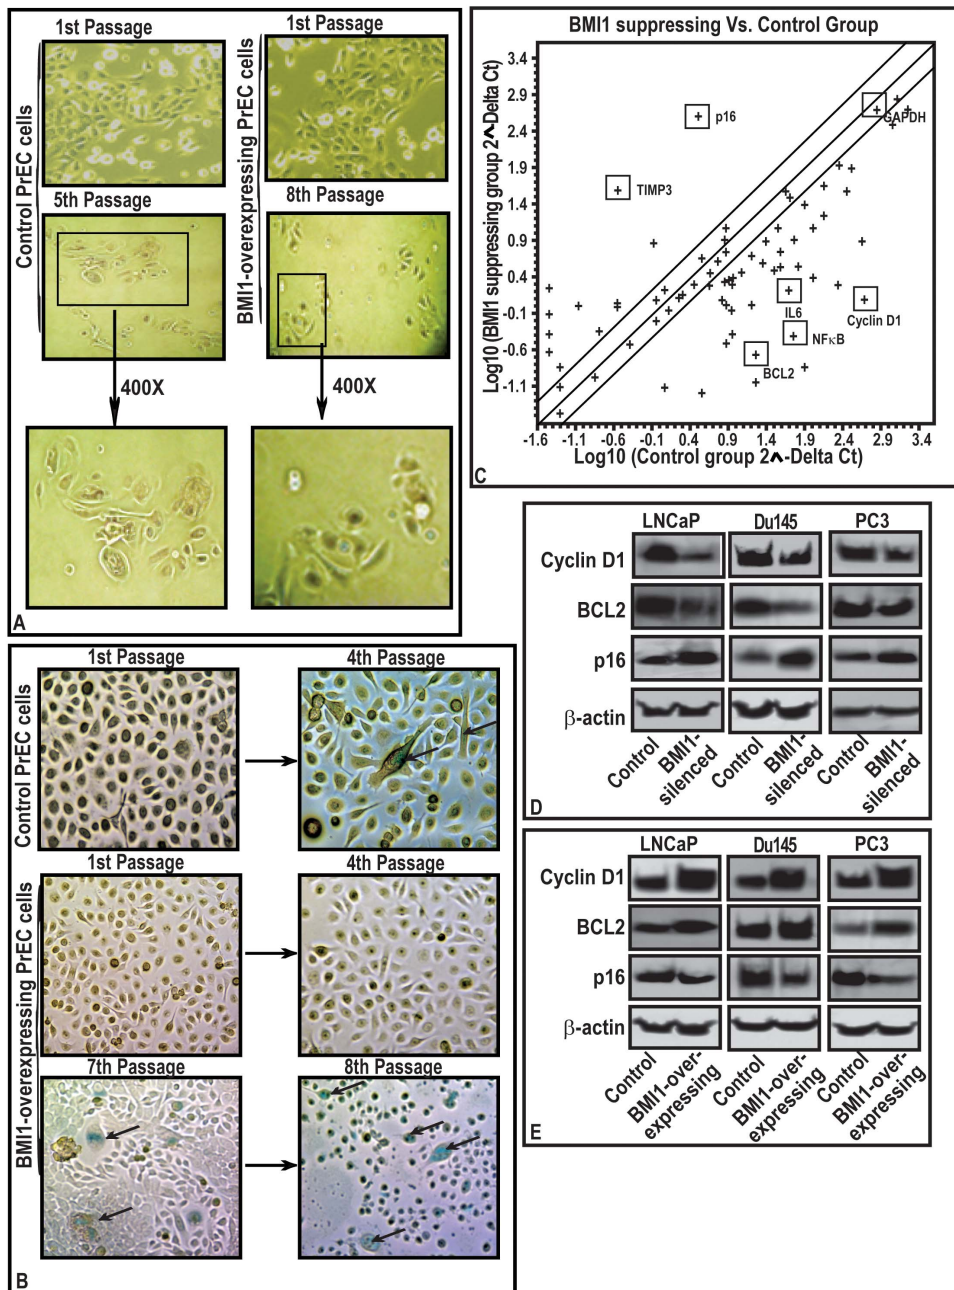 1st Passage
1st Passage
Control PrEC cells
BMI1-overexpressing PrEC cells
5th Passage
8th Passage
400X
400X
A
1st Passage
4th Passage
Control PrEC cells
1st Passage
4th Passage
BMI1-overexpressing PrEC cells
7th Passage
8th Passage
B
BMI1 suppressing Vs. Control Group
Log10 (BMI1 suppressing group 2^-Delta Ct)
3.4
2.9
2.4
1.9
1.4
0.9
0.4
-0.1
-0.6
-1.1
p16
GAPDH
TIMP3
IL6
Cyclin D1
NFκB
BCL2
-1.6 -1.1 -0.6 -0.1 0.4 0.9 1.4 1.9 2.4 2.9 3.4
Log10 (Control group 2^-Delta Ct)
C
LNCaP Du145 PC3
Cyclin D1
BCL2
p16
β-actin
Control BMI1-silenced Control BMI1-silenced Control BMI1-silenced
D
LNCaP Du145 PC3
Cyclin D1
BCL2
p16
β-actin
Control BMI1-over-expressing Control BMI1-over-expressing Control BMI1-over-expressing
E